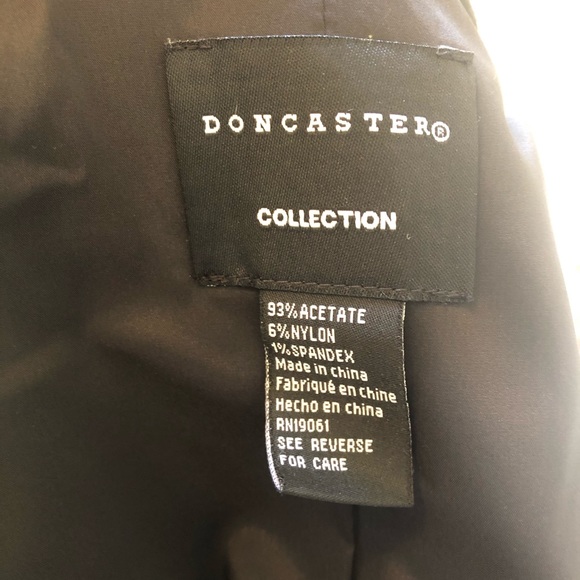 DONCASTER®
COLLECTION
93% ACETATE
6% NYLON
1% SPANDEX
Made in china
Fabriqué en chine
Hecho en china
RN19061
SEE REVERSE
FOR CARE